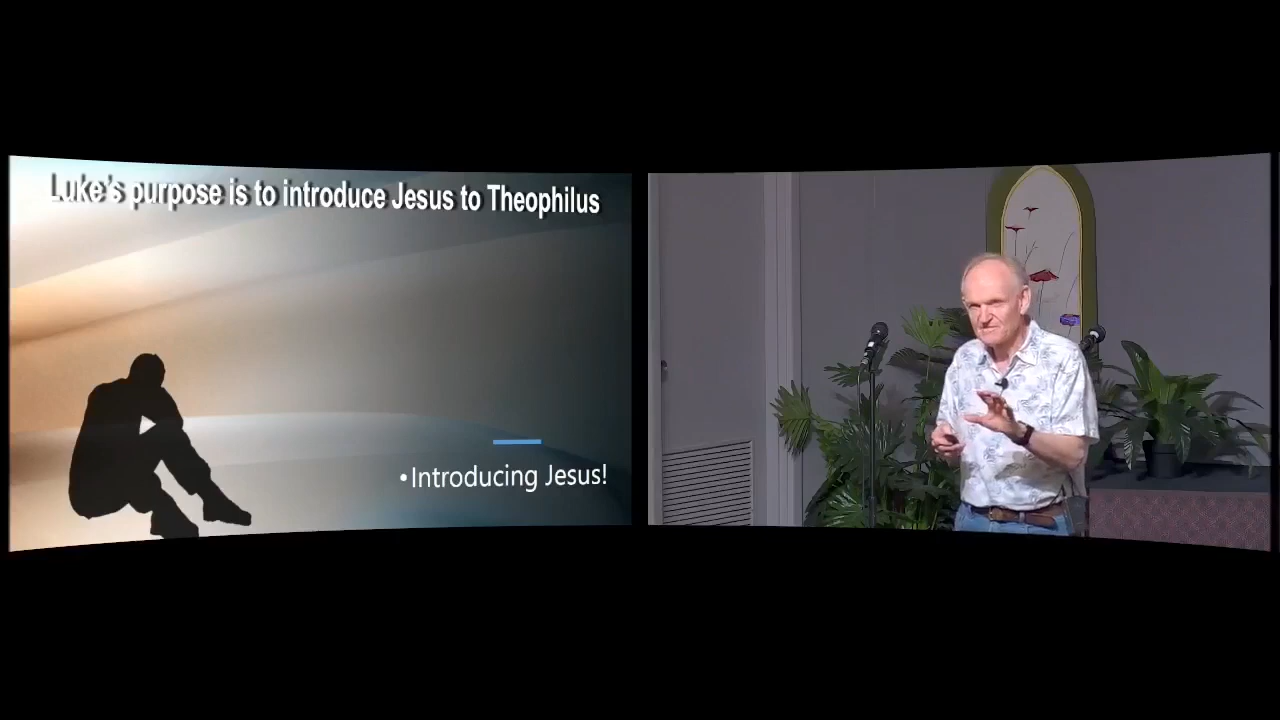 Luke's purpose is to introduce Jesus to Theophilus
•Introducing Jesus!